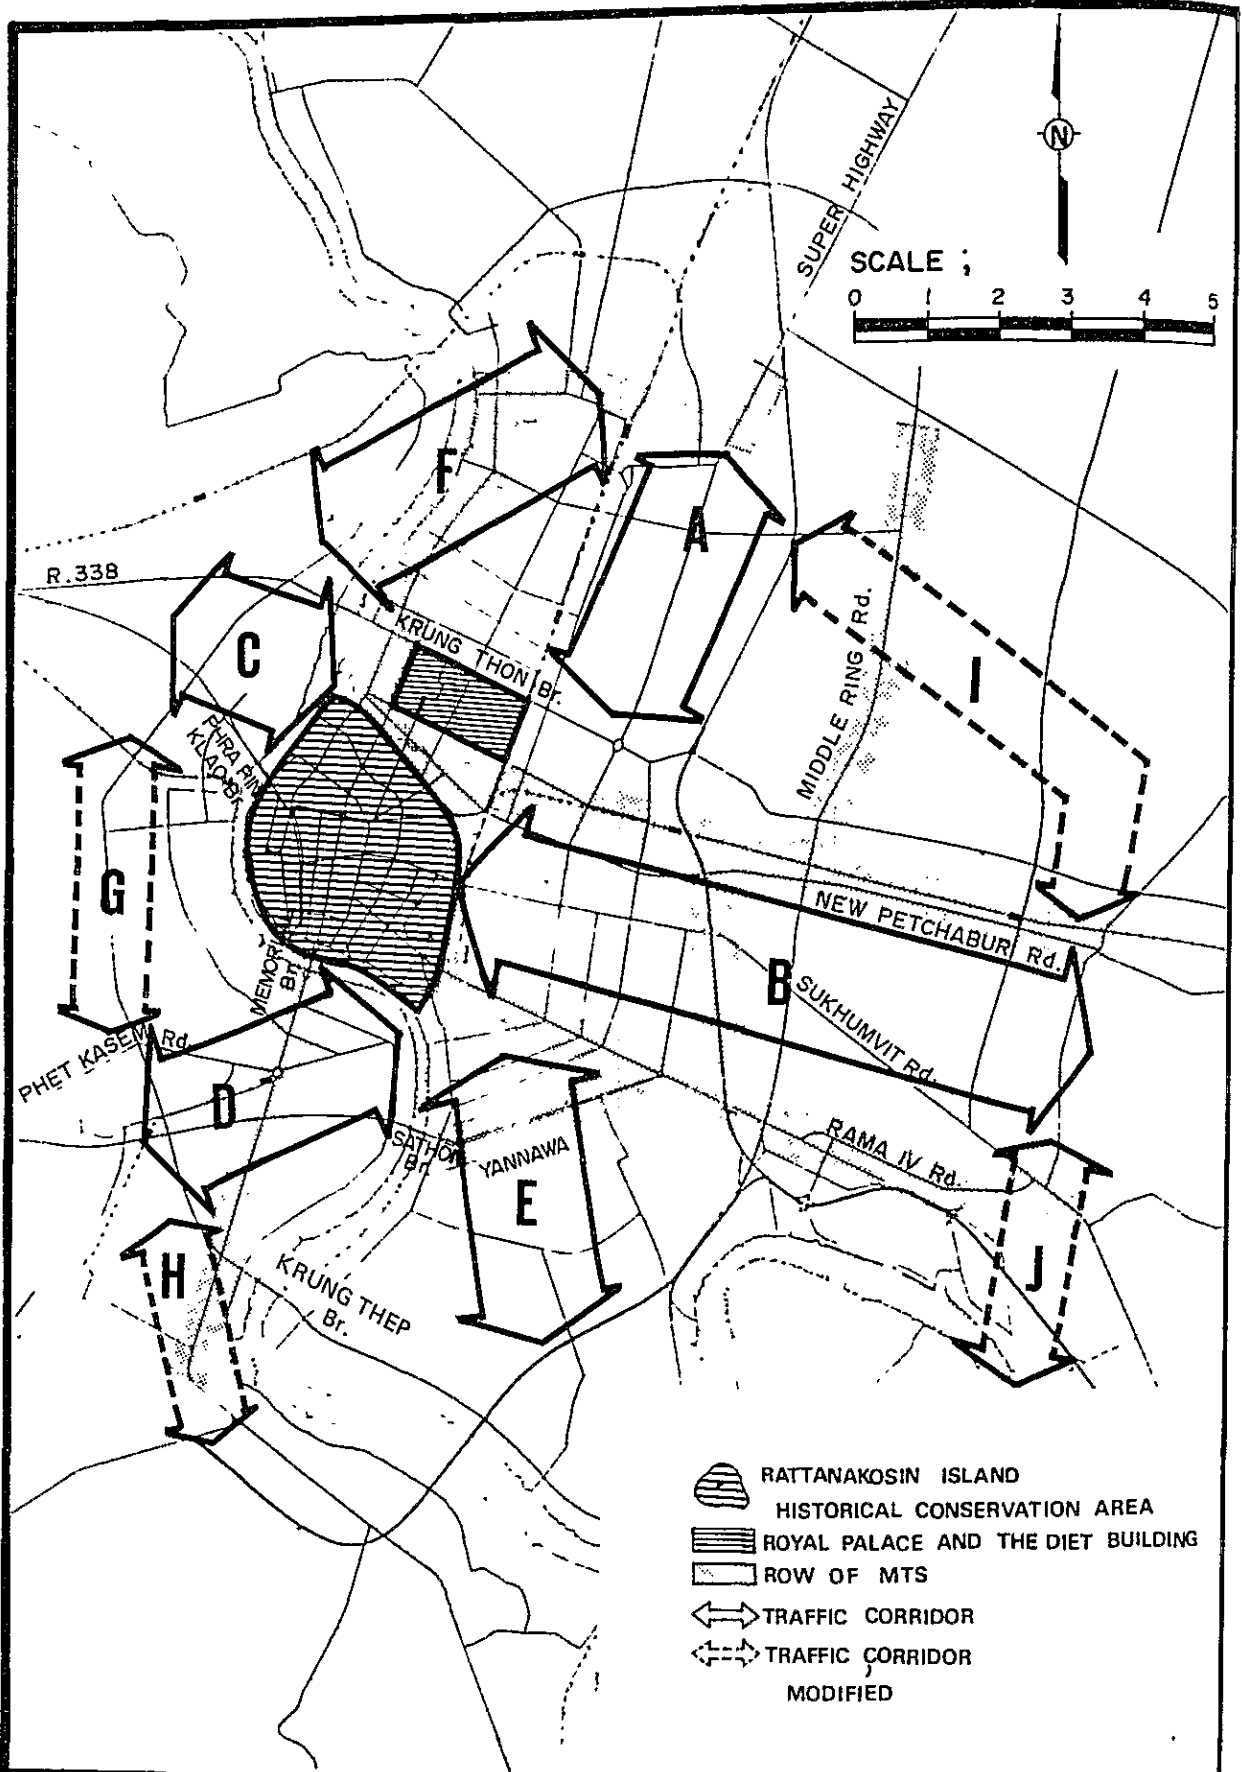 N
SUPER HIGHWAY
SCALE ;
0 1 2 3 4 5
F
A
R.338
C
KRUNG THON Br.
MIDDLE RING Rd.
I
PHRA PIN
KLAO Br.
G
NEW PETCHABURI Rd.
MEMORI
Br.
B
SUKHUMVIT Rd.
PHET KASEM Rd
D
SATHON
Br.
YANNAWA
RAMA IV Rd.
E
H
KRUNG THEP
Br.
J
RATTANAKOSIN ISLAND
HISTORICAL CONSERVATION AREA
ROYAL PALACE AND THE DIET BUILDING
ROW OF MTS
TRAFFIC CORRIDOR
TRAFFIC CORRIDOR,
MODIFIED